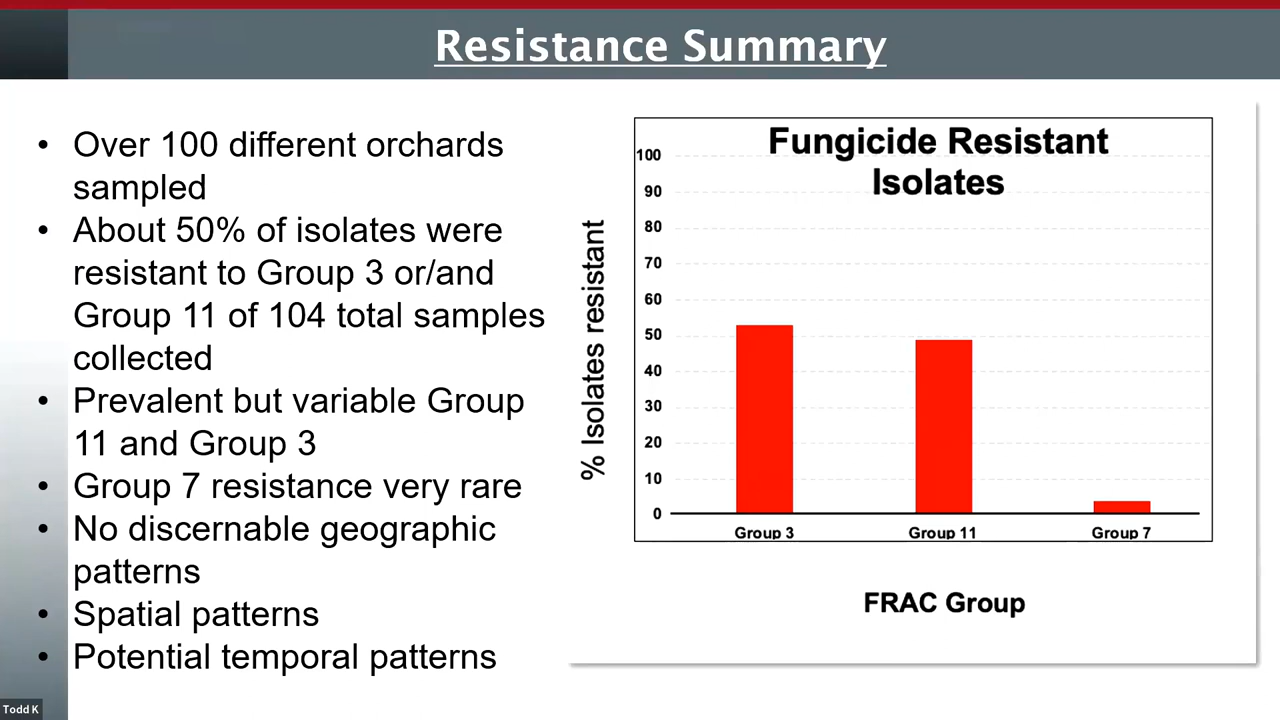 Resistance Summary
• Over 100 different orchards
sampled
• About 50% of isolates were
resistant to Group 3 or/and
Group 11 of 104 total samples
collected
• Prevalent but variable Group
11 and Group 3
• Group 7 resistance very rare
• No discernable geographic
patterns
• Spatial patterns
• Potential temporal patterns
Fungicide Resistant
Isolates
% Isolates resistant
100
90
80
70
60
50
40
30
20
10
0
Group 3 Group 11 Group 7
FRAC Group
Todd K